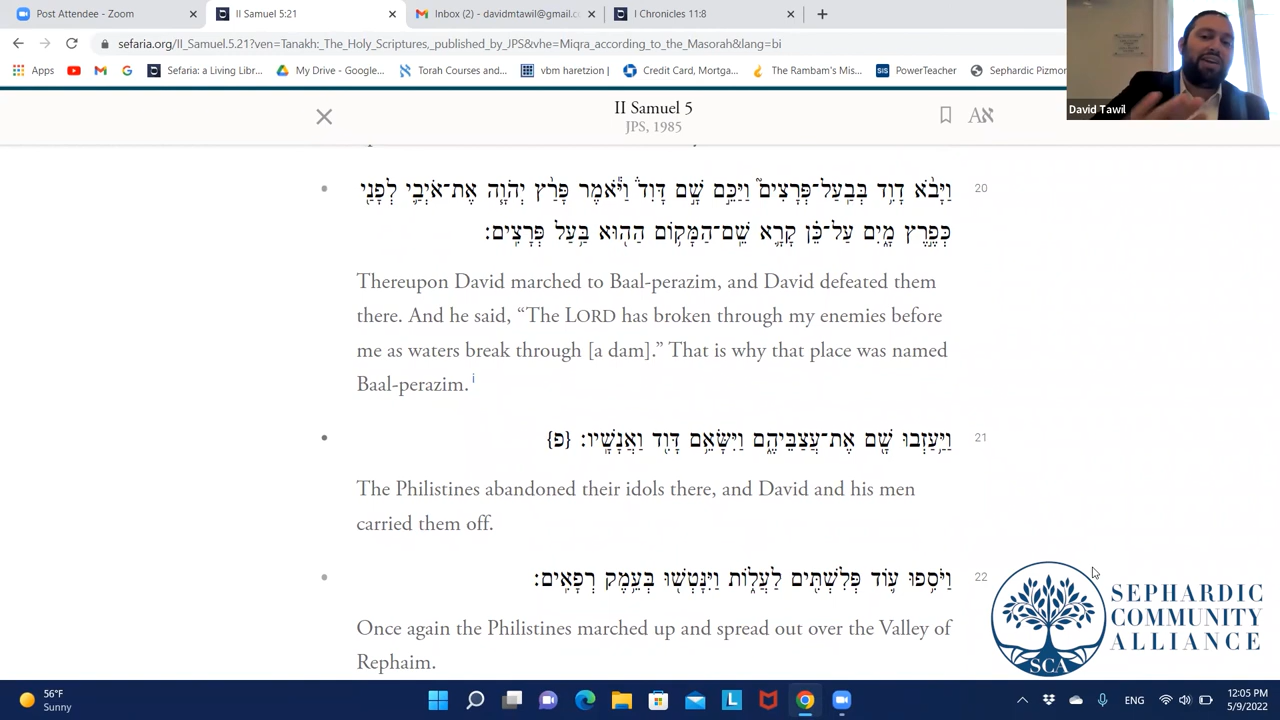 Post Attendee - Zoom
II Samuel 5:21
Inbox (2) - davidmtawil@gmail.c
I Chronicles 11:8
sefaria.org/II_Samuel.5.21?ven=Tanakh:_The_Holy_Scriptures,_published_by_JPS&vhe=Miqra_according_to_the_Masorah&lang=bi
Apps
Sefaria: a Living Libr...
My Drive - Google...
Torah Courses and...
vbm haretzion
Credit Card, Mortga...
The Rambam's Mis...
SIS PowerTeacher
Sephardic Pizmon
David Tawil
II Samuel 5
JPS, 1985
Aא
20
וַיָּבֹ֨א דָוִ֥ד בְּבַֽעַל־פְּרָצִים֮ וַיַּכֵּ֣ם שָׁ֣ם דָּוִד֒ וַיֹּ֕אמֶר פָּרַ֨ץ יְהֹוָ֧ה אֶת־אֹיְבַ֛י לְפָנַ֖י
כְּפֶ֣רֶץ מָ֑יִם עַל־כֵּ֗ן קָרָ֛א שֵֽׁם־הַמָּק֥וֹם הַה֖וּא בַּ֥עַל פְּרָצִֽים׃
Thereupon David marched to Baal-perazim, and David defeated them
there. And he said, “The LORD has broken through my enemies before
me as waters break through [a dam].” That is why that place was named
Baal-perazim. i
21
וַיַּעַזְבוּ־שָׁ֖ם אֶת־עֲצַבֵּיהֶ֑ם וַיִּשָּׂאֵ֥ם דָּוִ֖ד וַאֲנָשָֽׁיו׃ {פ}
The Philistines abandoned their idols there, and David and his men
carried them off.
22
וַיֹּסִ֥פוּ ע֛וֹד פְּלִשְׁתִּ֖ים לַעֲל֑וֹת וַיִּנָּטְשׁ֖וּ בְּעֵ֥מֶק רְפָאִֽים׃
Once again the Philistines marched up and spread out over the Valley of
Rephaim.
SEPHARDIC
COMMUNITY
ALLIANCE
SCA
56°F
Sunny
ENG
12:05 PM
5/9/2022